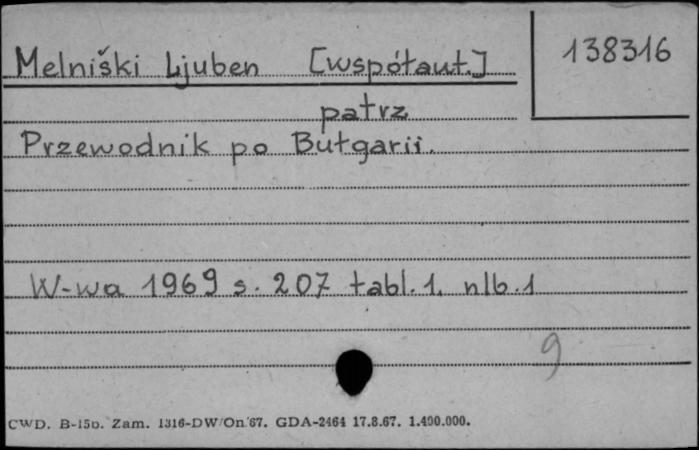 Melniški Ljuben [współaut.]
138316
patrz
Przewodnik po Bułgarii.
W-wa 1969 s. 207 tabl. 1. nlb. 1
9
CWD. B-15b. Zam. 1316-DW/On.'67. GDA-2464 17.8.67. 1.400.000.